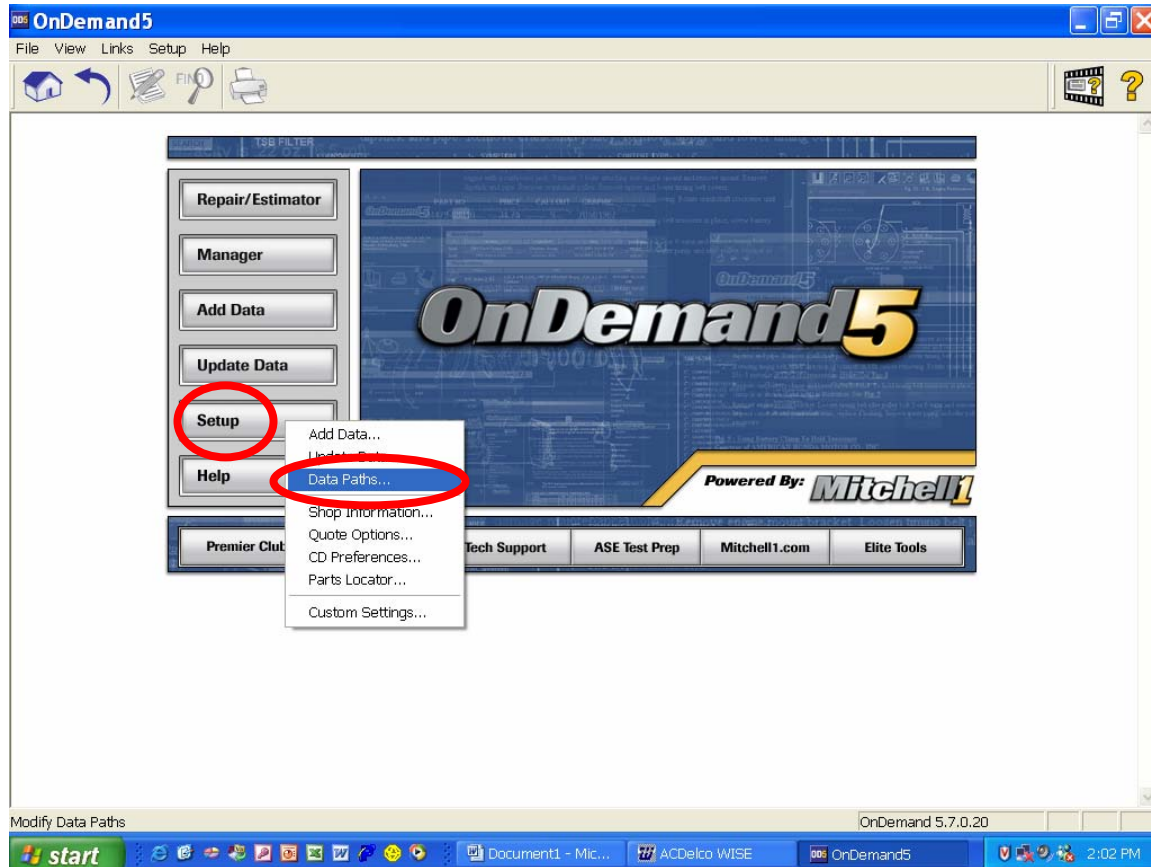 OnDemand5
File View Links Setup Help
FIND
TSB FILTER
Repair/Estimator
Manager
Add Data
Update Data
Setup
Help
OnDemand5
Add Data...
Data Paths...
Shop Information...
Quote Options...
CD Preferences...
Parts Locator...
Custom Settings...
Powered By: Mitchell1
Premier Club
Tech Support
ASE Test Prep
Mitchell1.com
Elite Tools
Modify Data Paths
OnDemand 5.7.0.20
start
Document1 - Mic...
ACDelco WISE
OnDemand5
2:02 PM